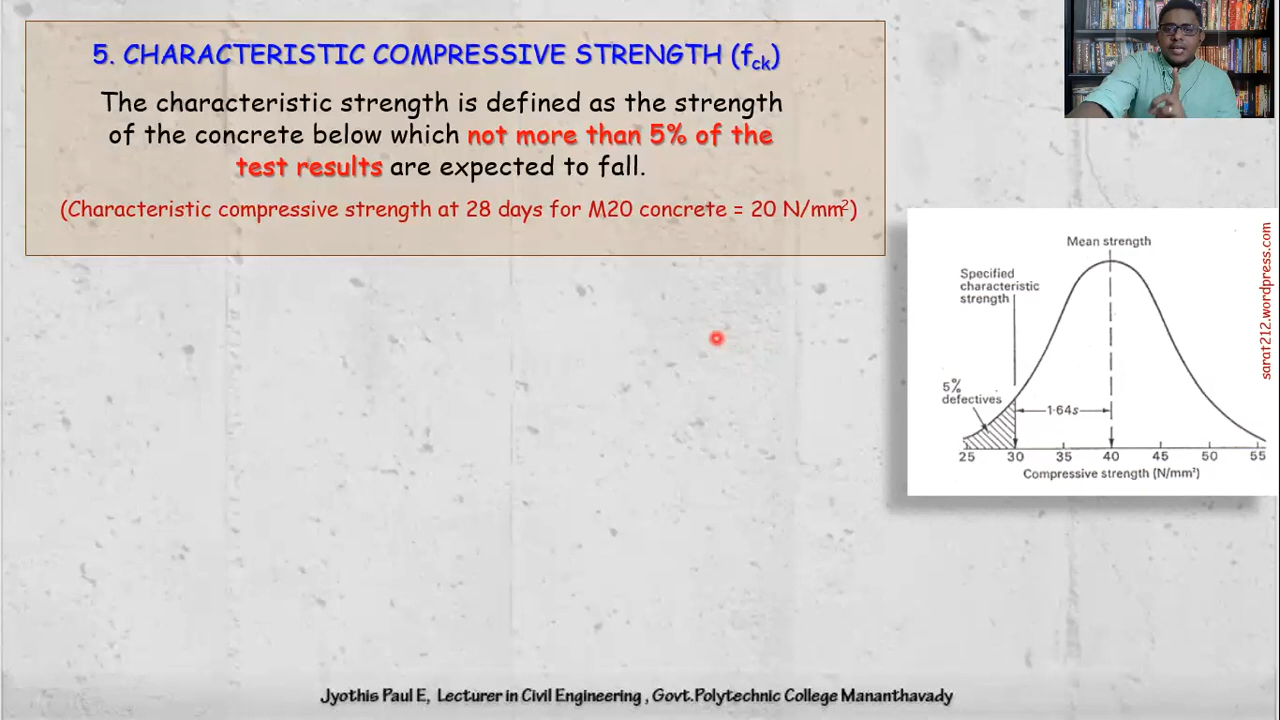 5. CHARACTERISTIC COMPRESSIVE STRENGTH (fck)
The characteristic strength is defined as the strength
of the concrete below which not more than 5% of the
test results are expected to fall.
(Characteristic compressive strength at 28 days for M20 concrete = 20 N/mm²)
Mean strength
Specified
characteristic
strength
5%
defectives
1·64s
25 30 35 40 45 50 55
Compressive strength (N/mm²)
sarat212.wordpress.com
Jyothis Paul E, Lecturer in Civil Engineering , Govt.Polytechnic College Mananthavady